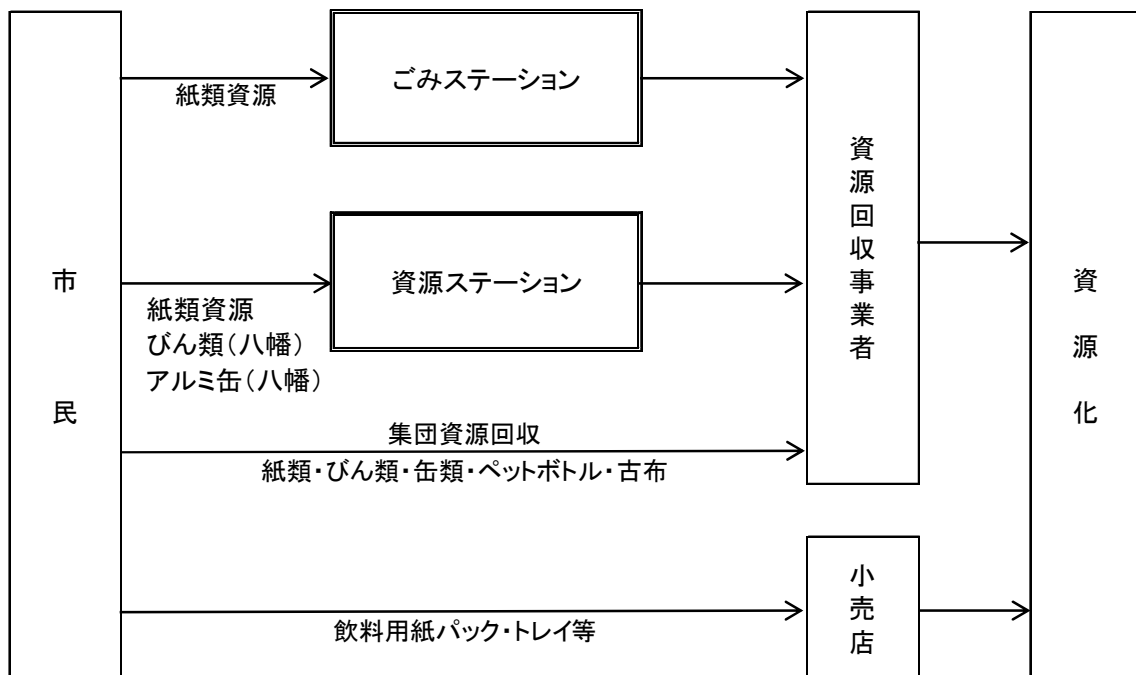 市民
紙類資源
ごみステーション
資源ステーション
紙類資源
びん類（八幡）
アルミ缶（八幡）
集団資源回収
紙類・びん類・缶類・ペットボトル・古布
飲料用紙パック・トレイ等
資源回収事業者
小売店
資源化